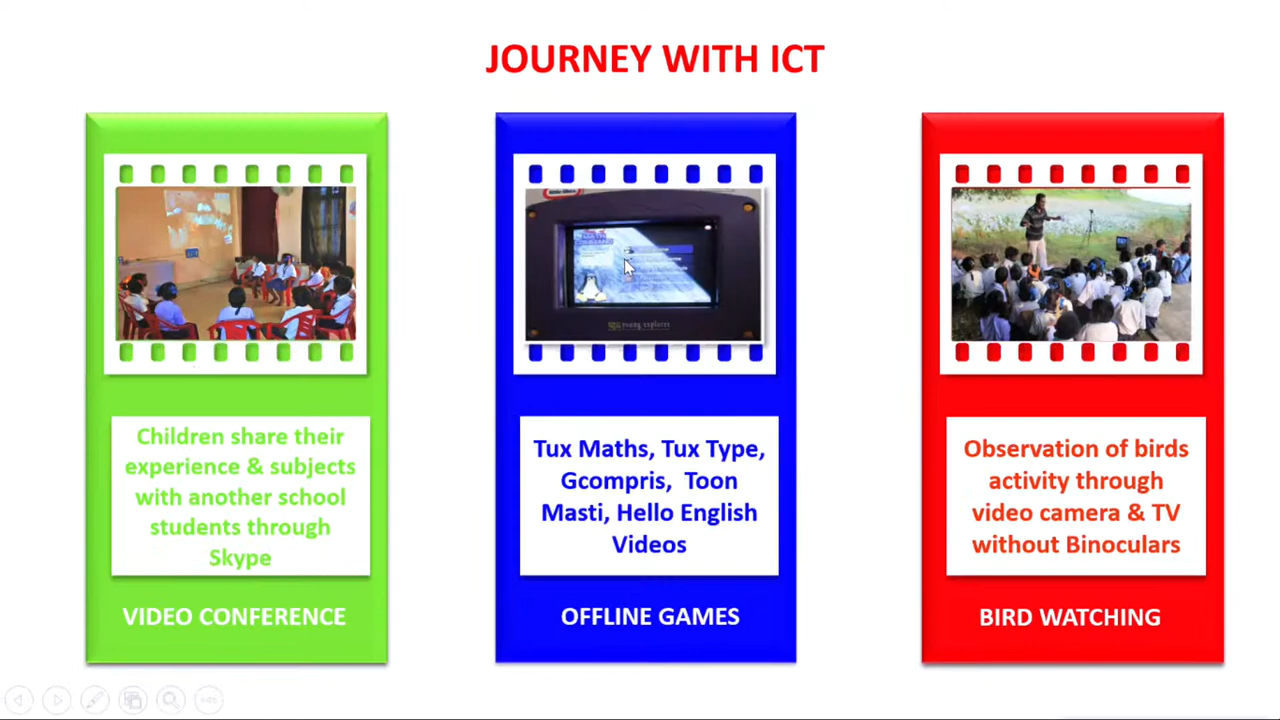 JOURNEY WITH ICT
Children share their
experience & subjects
with another school
students through
Skype
VIDEO CONFERENCE
young explorer
Tux Maths, Tux Type,
Gcompris, Toon
Masti, Hello English
Videos
OFFLINE GAMES
Observation of birds
activity through
video camera & TV
without Binoculars
BIRD WATCHING